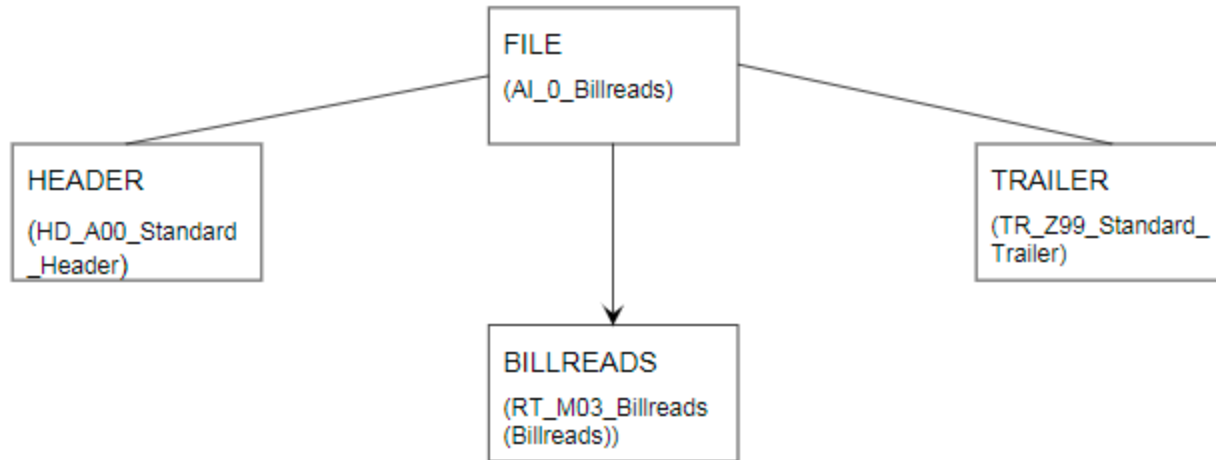 FILE
(AI_0_Billreads)
HEADER
(HD_A00_Standard
_Header)
TRAILER
(TR_Z99_Standard_
Trailer)
BILLREADS
(RT_M03_Billreads
(Billreads))